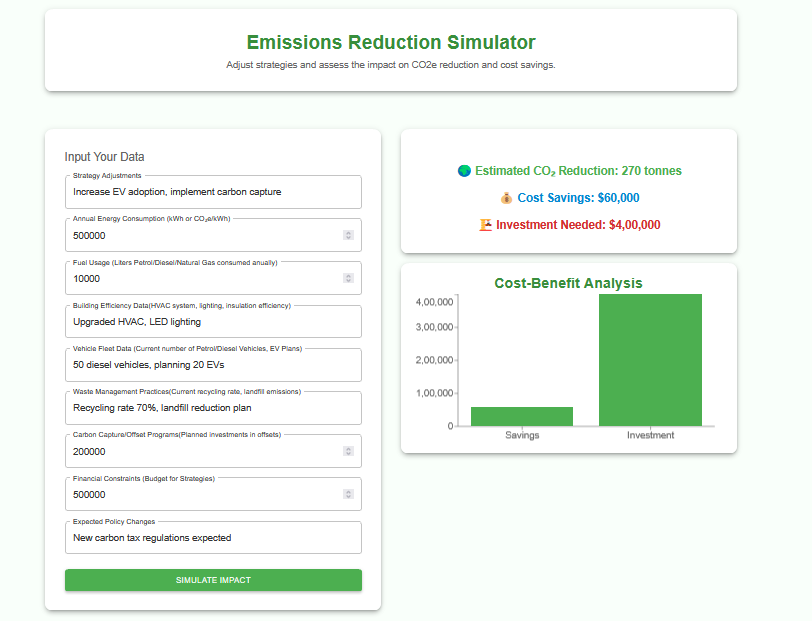 Emissions Reduction Simulator
Adjust strategies and assess the impact on CO2e reduction and cost savings.
Input Your Data
Strategy Adjustments
Increase EV adoption, implement carbon capture
Annual Energy Consumption (kWh or CO₂e/kWh)
500000
Fuel Usage (Liters Petrol/Diesel/Natural Gas consumed anually)
10000
Building Efficiency Data(HVAC system, lighting, insulation efficiency)
Upgraded HVAC, LED lighting
Vehicle Fleet Data (Current number of Petrol/Diesel Vehicles, EV Plans)
50 diesel vehicles, planning 20 EVs
Waste Management Practices(Current recycling rate, landfill emissions)
Recycling rate 70%, landfill reduction plan
Carbon Capture/Offset Programs(Planned investments in offsets)
200000
Financial Constraints (Budget for Strategies)
500000
Expected Policy Changes
New carbon tax regulations expected
SIMULATE IMPACT
🌍 Estimated CO₂ Reduction: 270 tonnes
💰 Cost Savings: $60,000
🏗️ Investment Needed: $4,00,000
Cost-Benefit Analysis
4,00,000
3,00,000
2,00,000
1,00,000
0
Savings
Investment